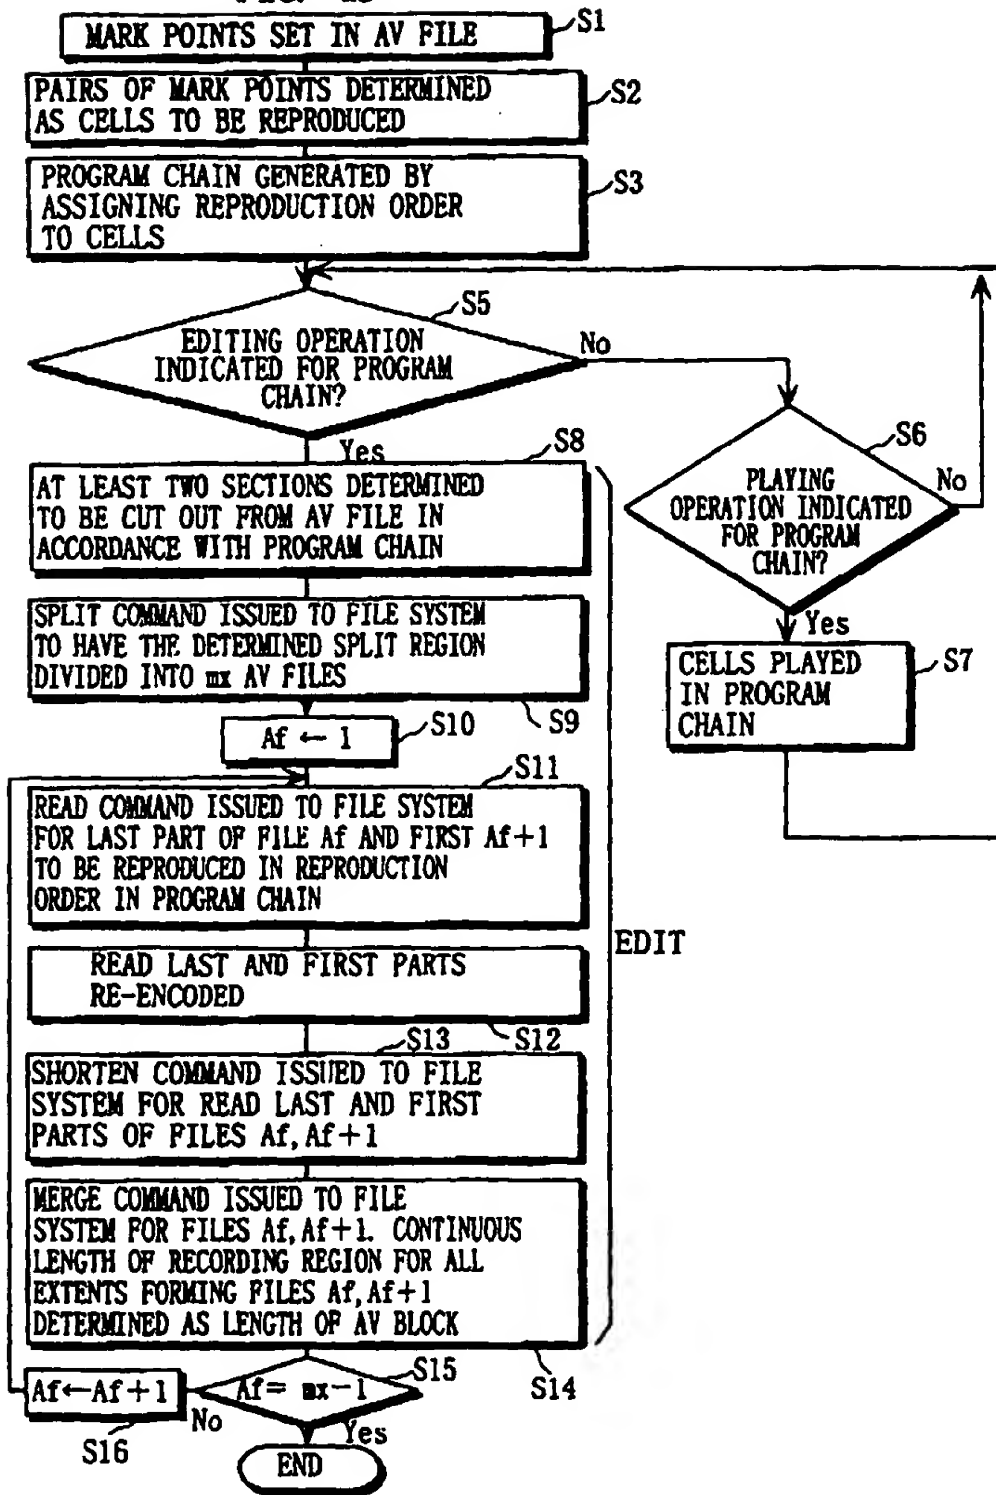 MARK POINTS SET IN AV FILE
S1
PAIRS OF MARK POINTS DETERMINED
AS CELLS TO BE REPRODUCED
S2
PROGRAM CHAIN GENERATED BY
ASSIGNING REPRODUCTION ORDER
TO CELLS
S3
S5
EDITING OPERATION
INDICATED FOR PROGRAM
CHAIN?
No
Yes
S6
PLAYING
OPERATION INDICATED
FOR PROGRAM
CHAIN?
No
Yes
CELLS PLAYED
IN PROGRAM
CHAIN
S7
S8
AT LEAST TWO SECTIONS DETERMINED
TO BE CUT OUT FROM AV FILE IN
ACCORDANCE WITH PROGRAM CHAIN
SPLIT COMMAND ISSUED TO FILE SYSTEM
TO HAVE THE DETERMINED SPLIT REGION
DIVIDED INTO mx AV FILES
S9
Af ← 1
S10
S11
READ COMMAND ISSUED TO FILE SYSTEM
FOR LAST PART OF FILE Af AND FIRST Af+1
TO BE REPRODUCED IN REPRODUCTION
ORDER IN PROGRAM CHAIN
EDIT
READ LAST AND FIRST PARTS
RE-ENCODED
S12
S13
SHORTEN COMMAND ISSUED TO FILE
SYSTEM FOR READ LAST AND FIRST
PARTS OF FILES Af, Af+1
MERGE COMMAND ISSUED TO FILE
SYSTEM FOR FILES Af, Af+1. CONTINUOUS
LENGTH OF RECORDING REGION FOR ALL
EXTENTS FORMING FILES Af, Af+1
DETERMINED AS LENGTH OF AV BLOCK
S14
S15
Af= mx-1
Af←Af+1
No
S16
Yes
END